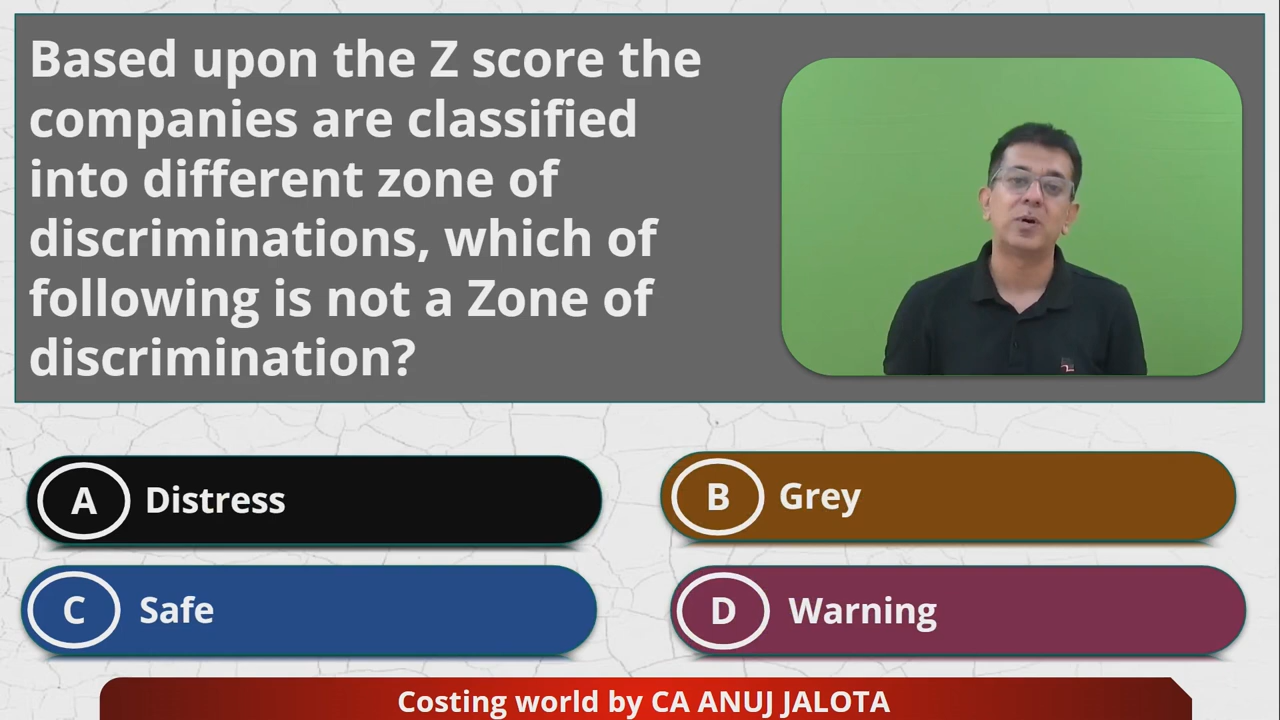 Based upon the Z score the
companies are classified
into different zone of
discriminations, which of
following is not a Zone of
discrimination?
A Distress
B Grey
C Safe
D Warning
Costing world by CA ANUJ JALOTA